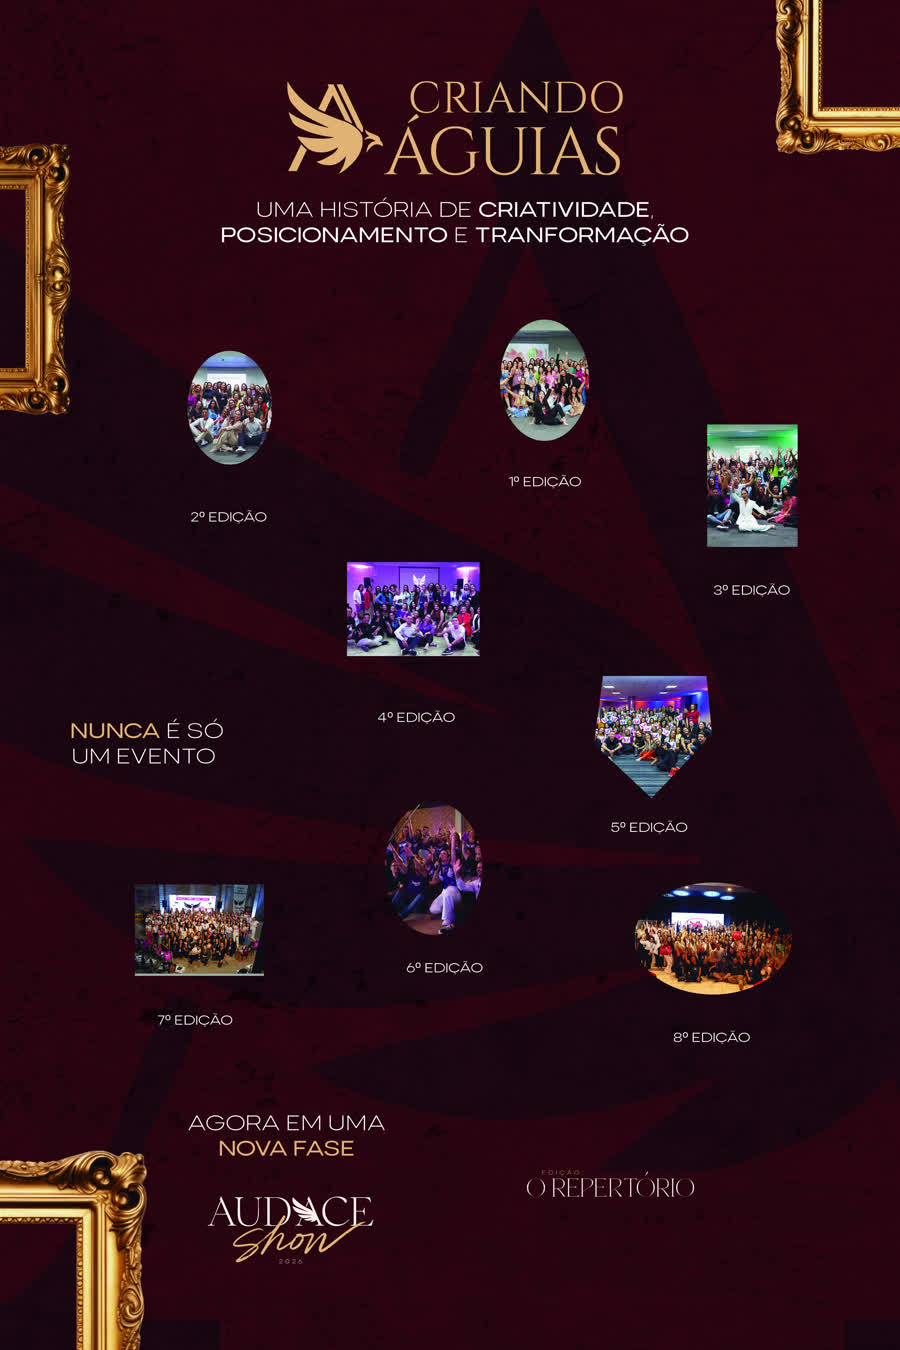 CRIANDO
ÁGUIAS
UMA HISTÓRIA DE CRIATIVIDADE,
POSICIONAMENTO E TRANFORMAÇÃO
1º EDIÇÃO
2º EDIÇÃO
3º EDIÇÃO
4º EDIÇÃO
NUNCA É SÓ
UM EVENTO
5º EDIÇÃO
6º EDIÇÃO
7º EDIÇÃO
8º EDIÇÃO
AGORA EM UMA
NOVA FASE
EDIÇÃO
O REPERTÓRIO
AUDACE
Show
2026